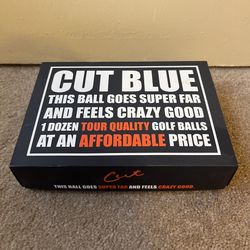 CUT BLUE
THIS BALL GOES SUPER FAR
AND FEELS CRAZY GOOD
1 DOZEN TOUR QUALITY GOLF BALLS
AT AN AFFORDABLE PRICE
Cut
THIS BALL GOES SUPER FAR AND FEELS CRAZY GOOD.